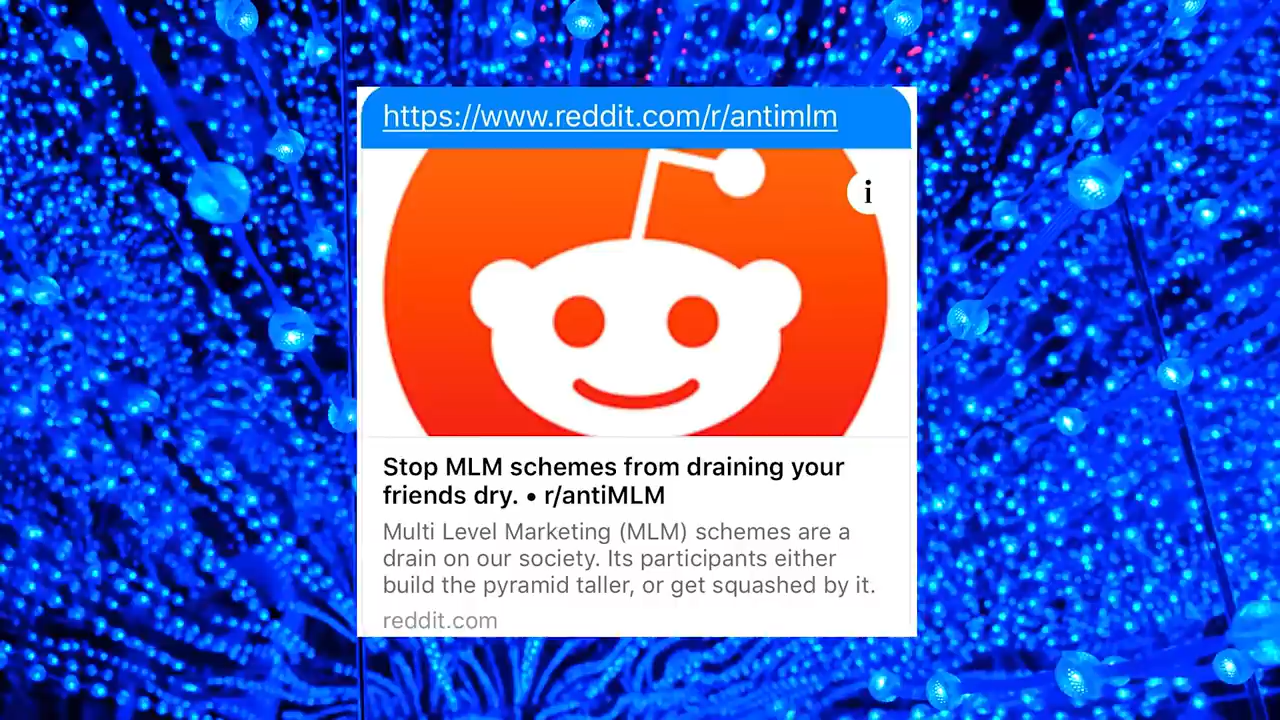 https://www.reddit.com/r/antimlm
i
Stop MLM schemes from draining your
friends dry. • r/antiMLM
Multi Level Marketing (MLM) schemes are a
drain on our society. Its participants either
build the pyramid taller, or get squashed by it.
reddit.com